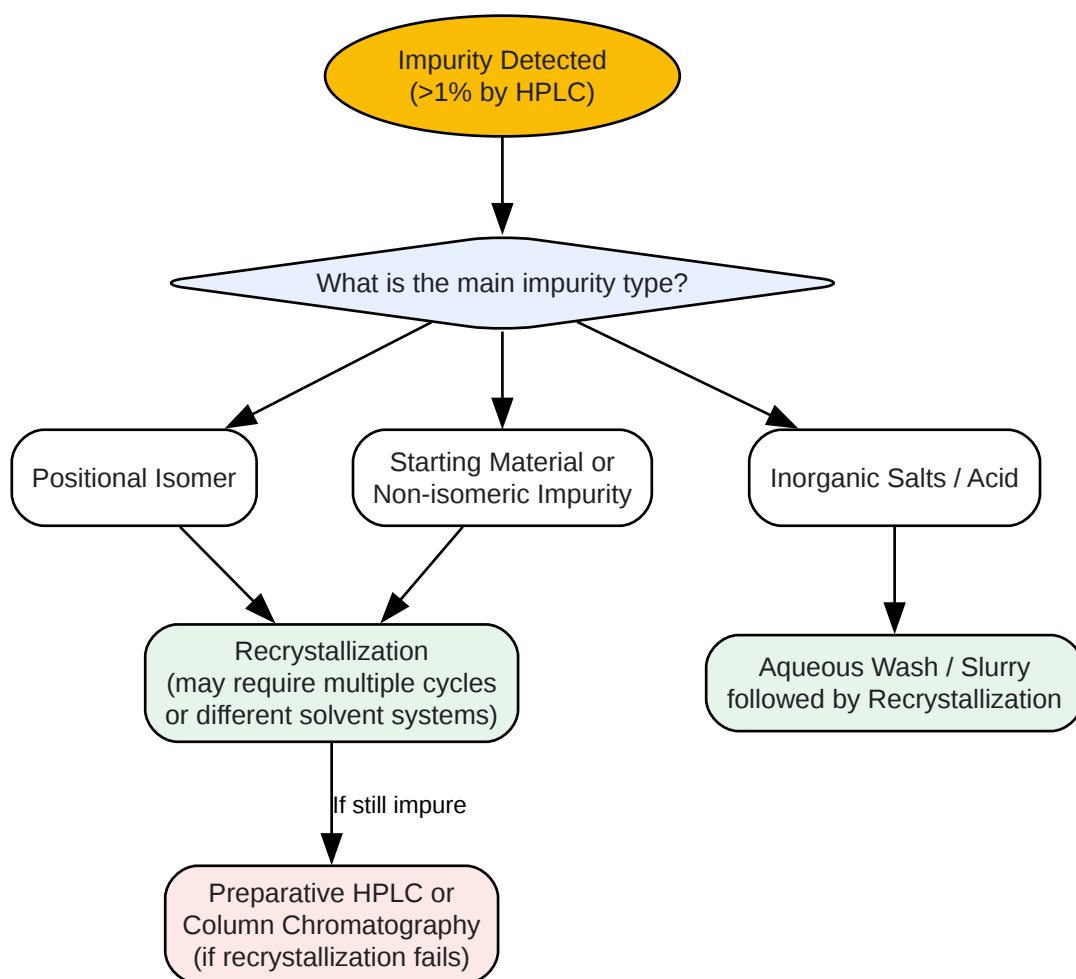 Impurity Detected
(>1% by HPLC)
What is the main impurity type?
Positional Isomer
Starting Material or
Non-isomeric Impurity
Inorganic Salts / Acid
Recrystallization
(may require multiple cycles
or different solvent systems)
Aqueous Wash / Slurry
followed by Recrystallization
If still impure
Preparative HPLC or
Column Chromatography
(if recrystallization fails)